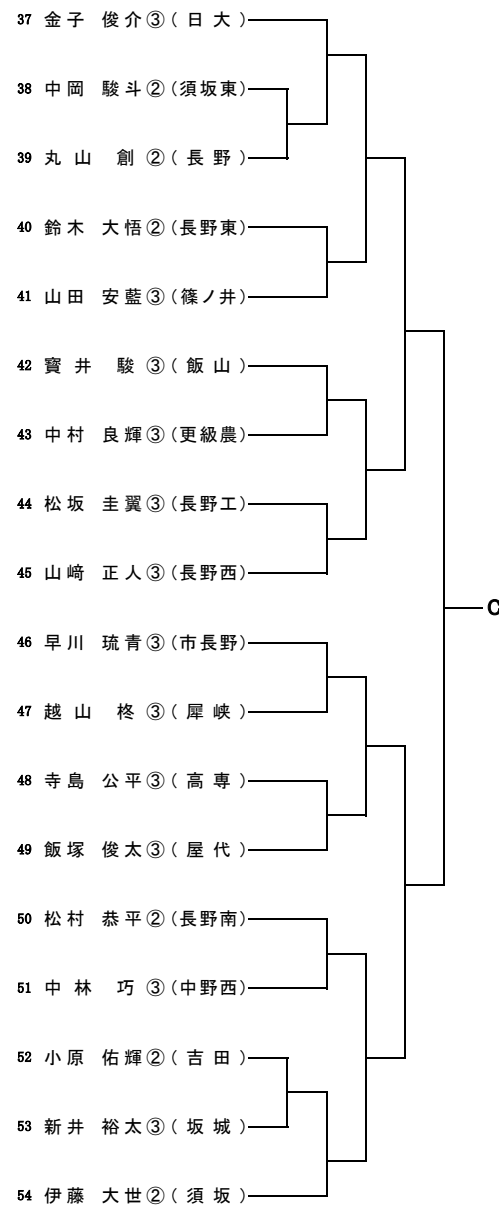 37 金子 俊介③(日大)
38 中岡 駿斗②(須坂東)
39 丸山 創②(長野)
40 鈴木 大悟②(長野東)
41 山田 安藍③(篠ノ井)
42 寳井 駿③(飯山)
43 中村 良輝③(更級農)
44 松坂 圭翼③(長野工)
45 山﨑 正人③(長野西)
C
46 早川 琉青③(市長野)
47 越山 柊③(犀峡)
48 寺島 公平③(高専)
49 飯塚 俊太③(屋代)
50 松村 恭平②(長野南)
51 中林 巧③(中野西)
52 小原 佑輝②(吉田)
53 新井 裕太③(坂城)
54 伊藤 大世②(須坂)